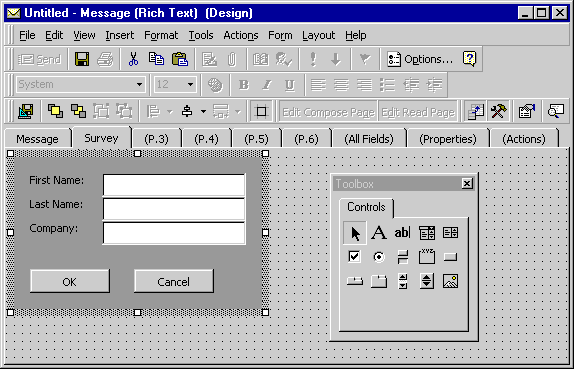 Untitled - Message (Rich Text) (Design)
File Edit View Insert Format Tools Actions Form Layout Help
Send Options...
System 12 B I U
Edit Compose Page Edit Read Page
Message Survey (P.3) (P.4) (P.5) (P.6) (All Fields) (Properties) (Actions)
Toolbox
Controls
First Name:
Last Name:
Company:
A ab
XYZ
OK Cancel